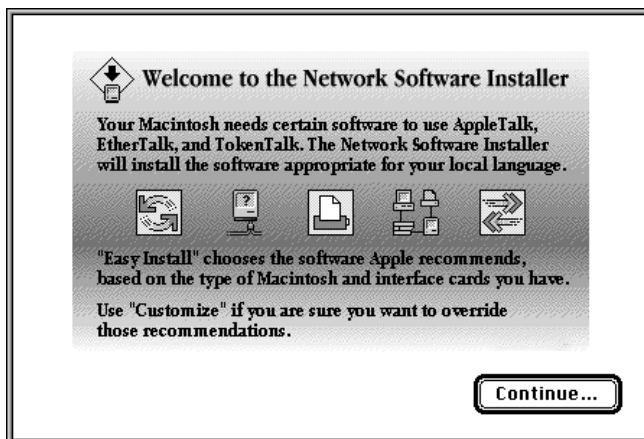 Welcome to the Network Software Installer
Your Macintosh needs certain software to use AppleTalk,
EtherTalk, and TokenTalk. The Network Software Installer
will install the software appropriate for your local language.
?
"Easy Install" chooses the software Apple recommends,
based on the type of Macintosh and interface cards you have.
Use "Customize" if you are sure you want to override
those recommendations.
Continue...